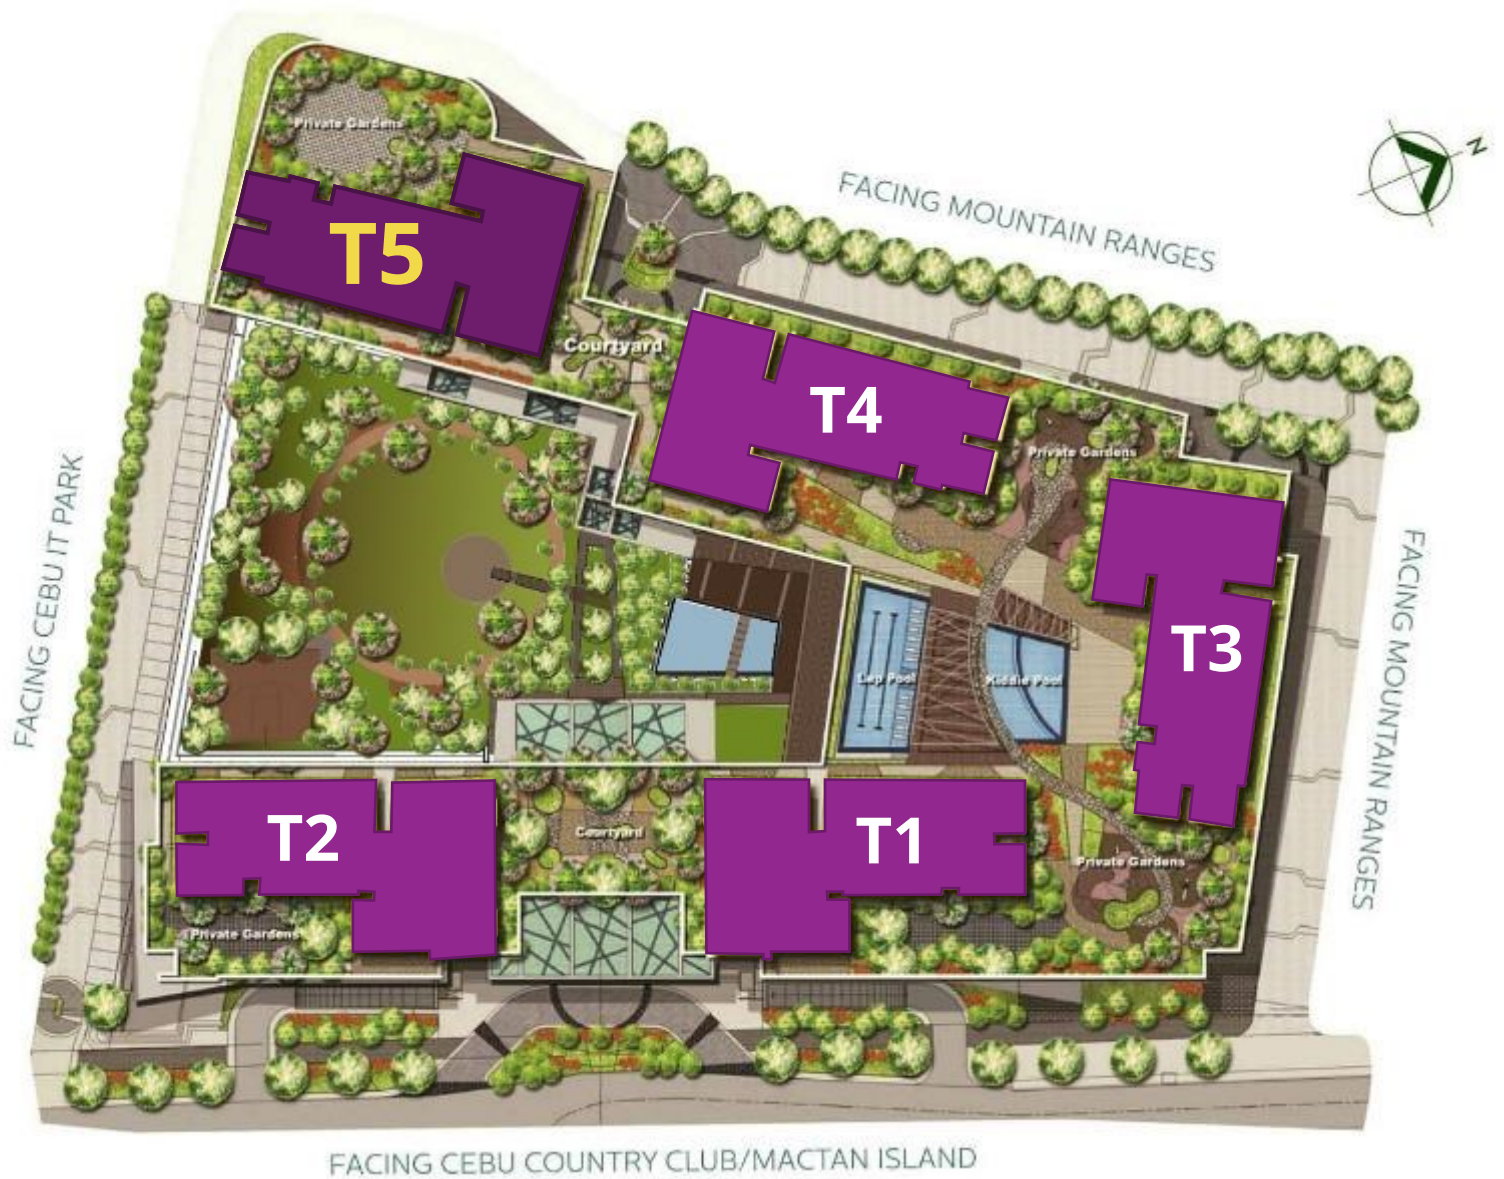 Private Gardens
N
FACING MOUNTAIN RANGES
T5
Courtyard
T4
Private Gardens
FACING CEBU IT PARK
FACING MOUNTAIN RANGES
T3
Lap Pool
Kiddie Pool
T2
Courtyard
T1
Private Gardens
Private Gardens
FACING CEBU COUNTRY CLUB/MACTAN ISLAND